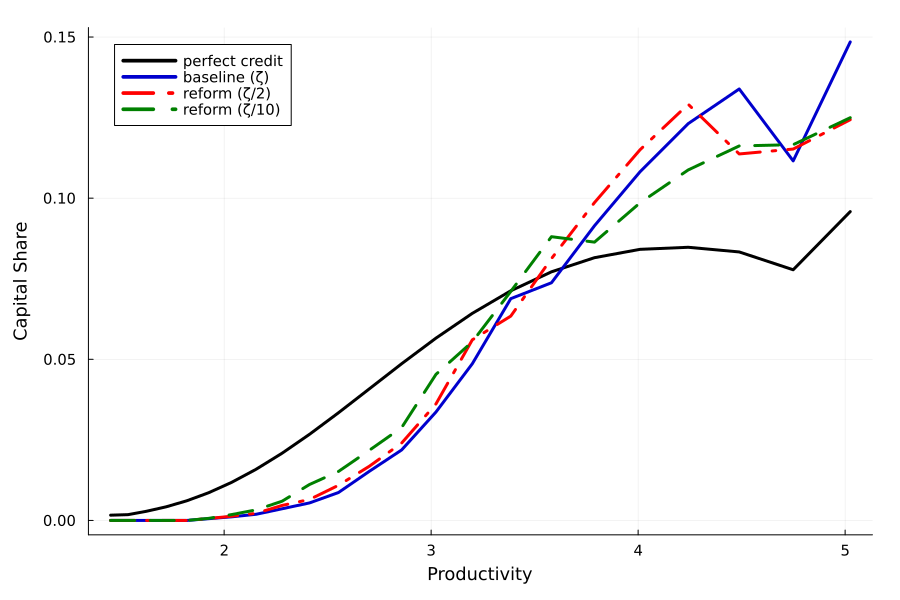 0.15
0.10
0.05
0.00
Capital Share
perfect credit
baseline (ζ)
reform (ζ/2)
reform (ζ/10)
2 3 4 5
Productivity